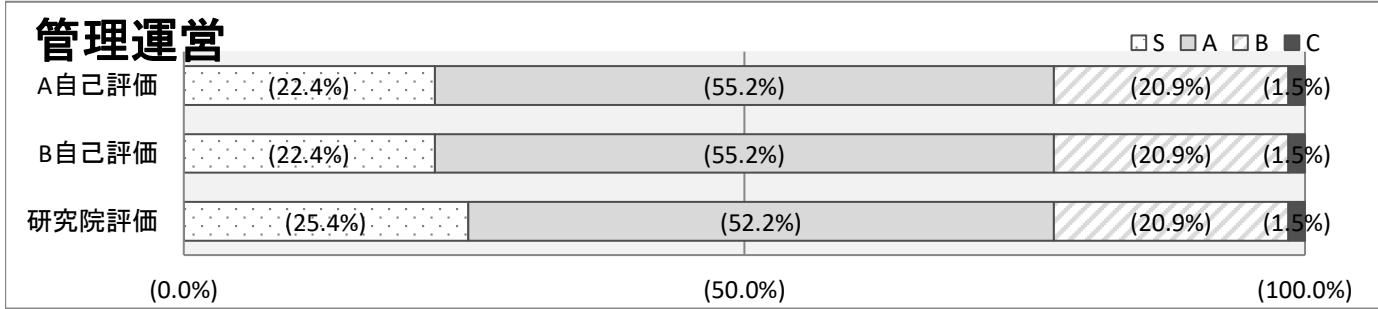 管理運営
S A B C
A自己評価 (22.4%) (55.2%) (20.9%) (1.5%)
B自己評価 (22.4%) (55.2%) (20.9%) (1.5%)
研究院評価 (25.4%) (52.2%) (20.9%) (1.5%)
(0.0%) (50.0%) (100.0%)